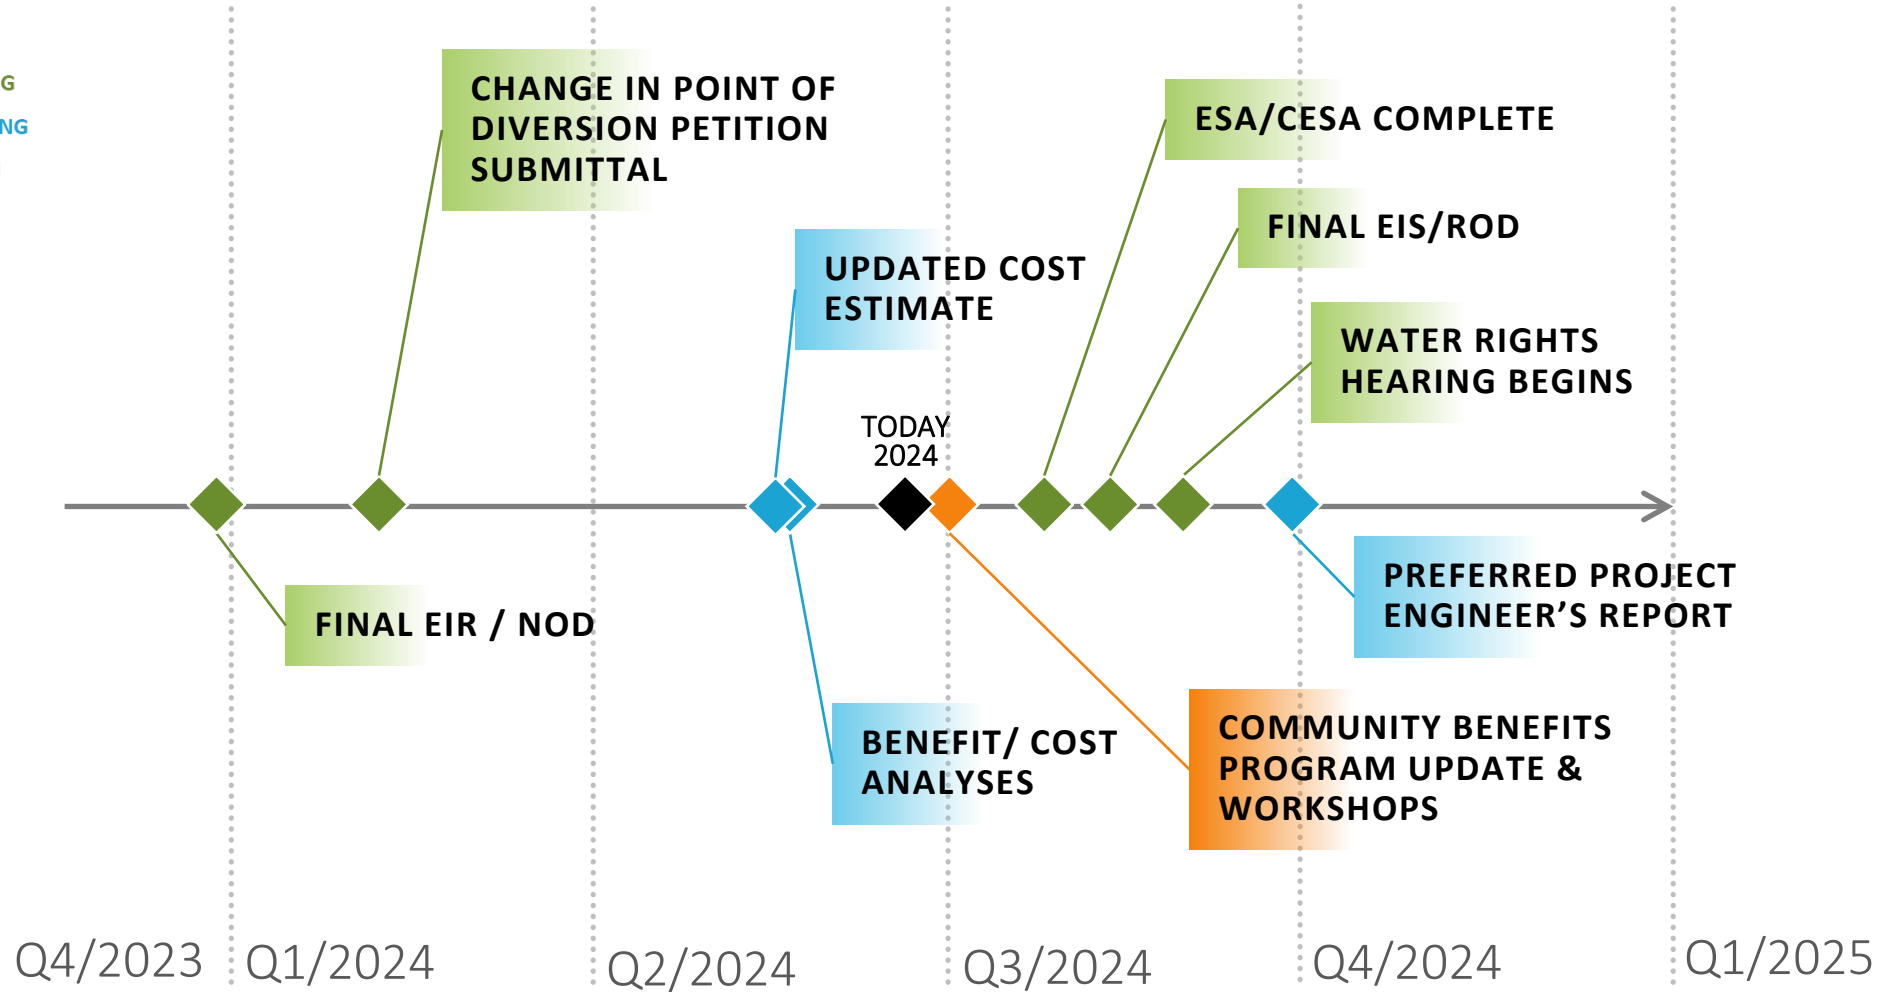 G
NG
CHANGE IN POINT OF
DIVERSION PETITION
SUBMITTAL
ESA/CESA COMPLETE
FINAL EIS/ROD
UPDATED COST
ESTIMATE
WATER RIGHTS
HEARING BEGINS
TODAY
2024
FINAL EIR / NOD
PREFERRED PROJECT
ENGINEER’S REPORT
BENEFIT/ COST
ANALYSES
COMMUNITY BENEFITS
PROGRAM UPDATE &
WORKSHOPS
Q4/2023
Q1/2024
Q2/2024
Q3/2024
Q4/2024
Q1/2025